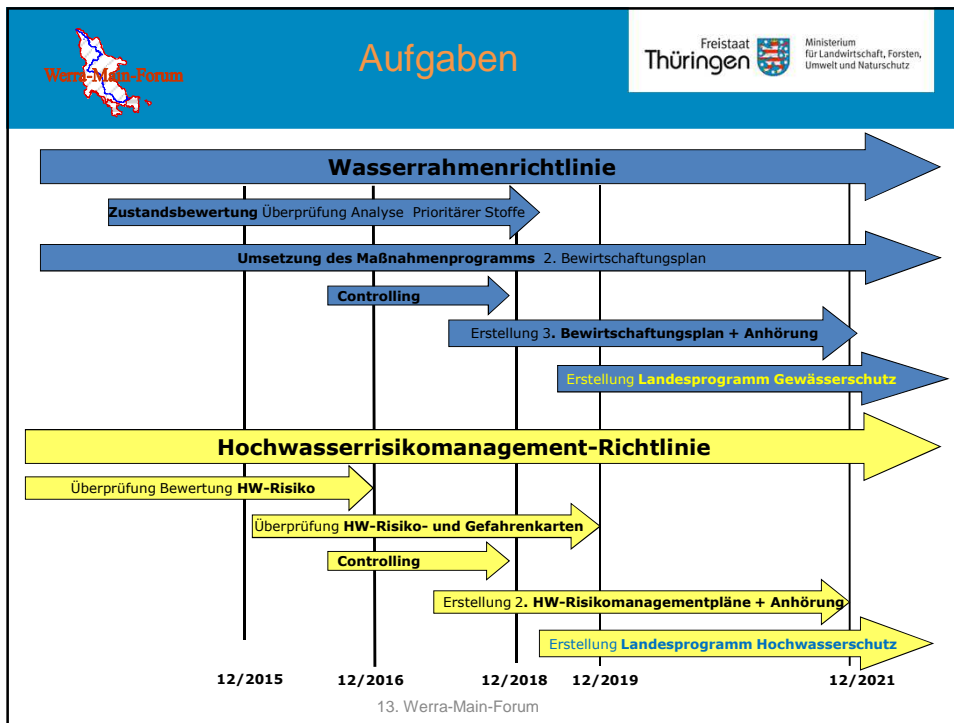 Werra-Main-Forum
Aufgaben
Freistaat
Thüringen
Ministerium
für Landwirtschaft, Forsten,
Umwelt und Naturschutz
Wasserrahmenrichtlinie
Zustandsbewertung Überprüfung Analyse Prioritärer Stoffe
Umsetzung des Maßnahmenprogramms 2. Bewirtschaftungsplan
Controlling
Erstellung 3. Bewirtschaftungsplan + Anhörung
Erstellung Landesprogramm Gewässerschutz
Hochwasserrisikomanagement-Richtlinie
Überprüfung Bewertung HW-Risiko
Überprüfung HW-Risiko- und Gefahrenkarten
Controlling
Erstellung 2. HW-Risikomanagementpläne + Anhörung
Erstellung Landesprogramm Hochwasserschutz
12/2015 12/2016 12/2018 12/2019 12/2021
13. Werra-Main-Forum